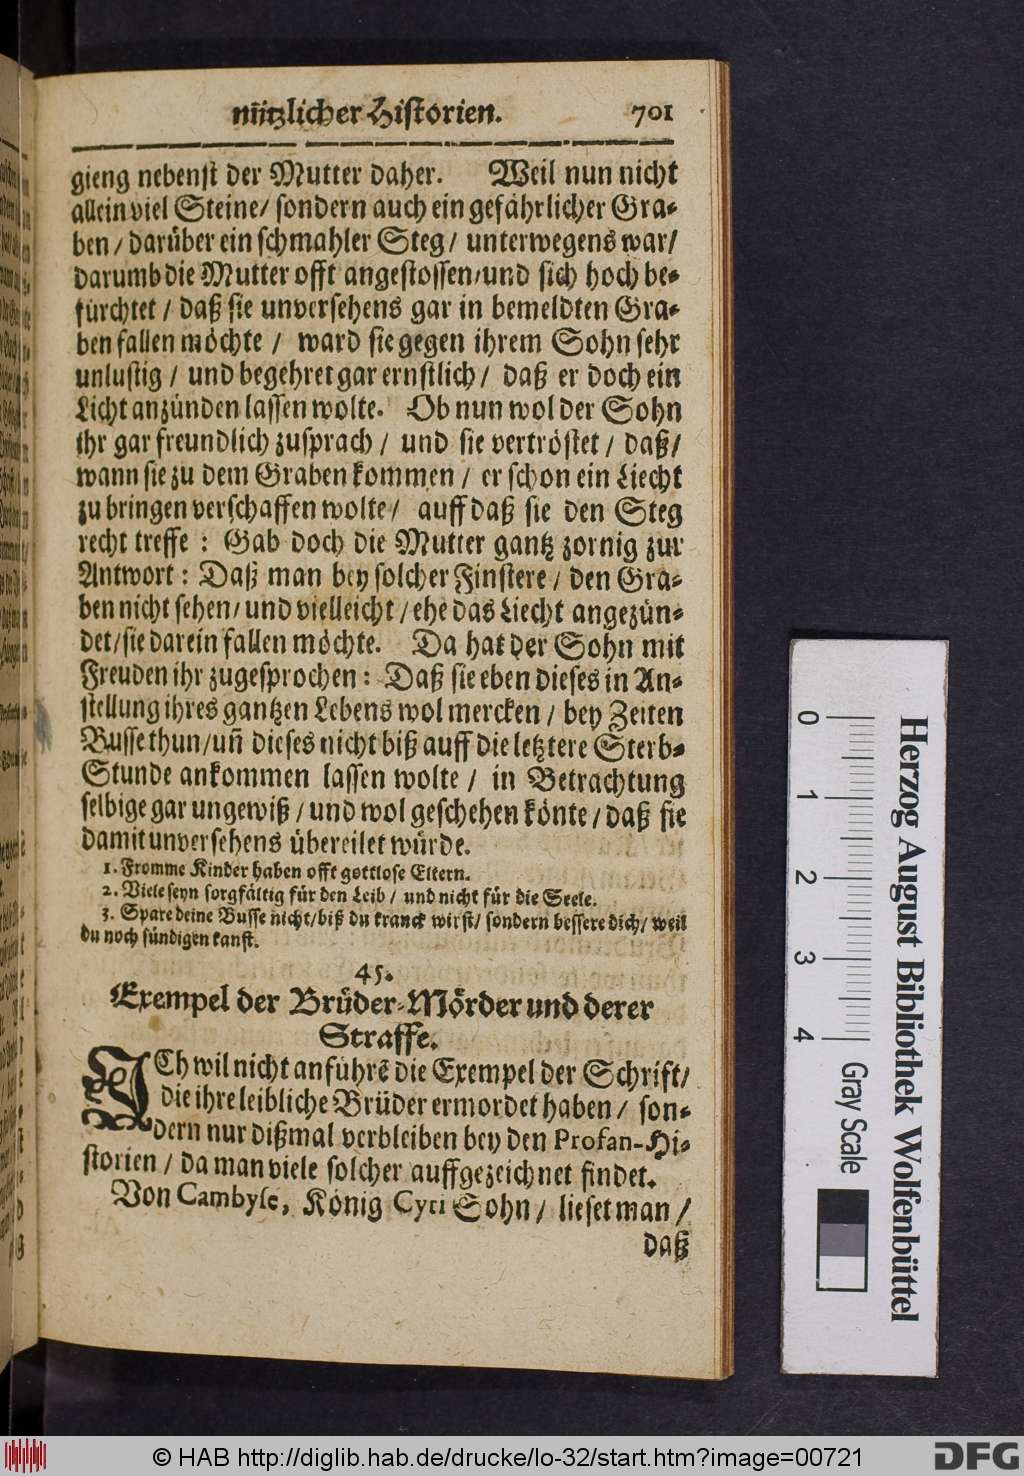 nützlicher Historien. 701
gieng nebenst der Mutter daher. Weil nun nicht
allein viel Steine/ sondern auch ein gefährlicher Gra-
ben/ darüber ein schmahler Steg/ unterwegens war/
darumb die Mutter offt angestossen/und sich hoch be-
fürchtet/ daß sie unversehens gar in bemeldten Gra-
ben fallen möchte/ ward sie gegen ihrem Sohn sehr
unlustig/ und begehret gar ernstlich/ daß er doch ein
Licht anzünden lassen wolte. Ob nun wol der Sohn
ihr gar freundlich zusprach/ und sie vertröstet/ daß/
wann sie zu dem Graben kommen/ er schon ein Liecht
zu bringen verschaffen wolte/ auff daß sie den Steg
recht treffe: Gab doch die Mutter gantz zornig zur
Antwort: Daß man bey solcher Finstere/ den Gra-
ben nicht sehen/ und vielleicht/ ehe das Liecht angezün-
det/sie darein fallen möchte. Da hat der Sohn mit
Freuden ihr zugesprochen: Daß sie eben dieses in An-
stellung ihres gantzen Lebens wol mercken/ bey Zeiten
Busse thun/un̄ dieses nicht biß auff die letztere Sterb-
Stunde ankommen lassen wolte/ in Betrachtung
selbige gar ungewiß/ und wol geschehen könte/ daß sie
damit unversehens übereilet würde.
1. Fromme Kinder haben offt gottlose Eltern.
2. Viele seyn sorgfältig für den Leib/ und nicht für die Seele.
3. Spare deine Busse nicht/biß du kranck wirst/ sondern bessere dich/ weil
du noch sündigen kanst.
45.
Exempel der Brüder-Mörder und derer
Straffe.
ICh wil nicht anführē die Exempel der Schrift/
die ihre leibliche Brüder ermordet haben/ son-
dern nur dißmal verbleiben bey den Profan-Hi-
storien/ da man viele solcher auffgezeichnet findet.
Von Cambyse, König Cyri Sohn/ lieset man/
daß
0 1 2 3 4 Gray Scale
Herzog August Bibliothek Wolfenbüttel
© HAB http://diglib.hab.de/drucke/lo-32/start.htm?image=00721 DFG